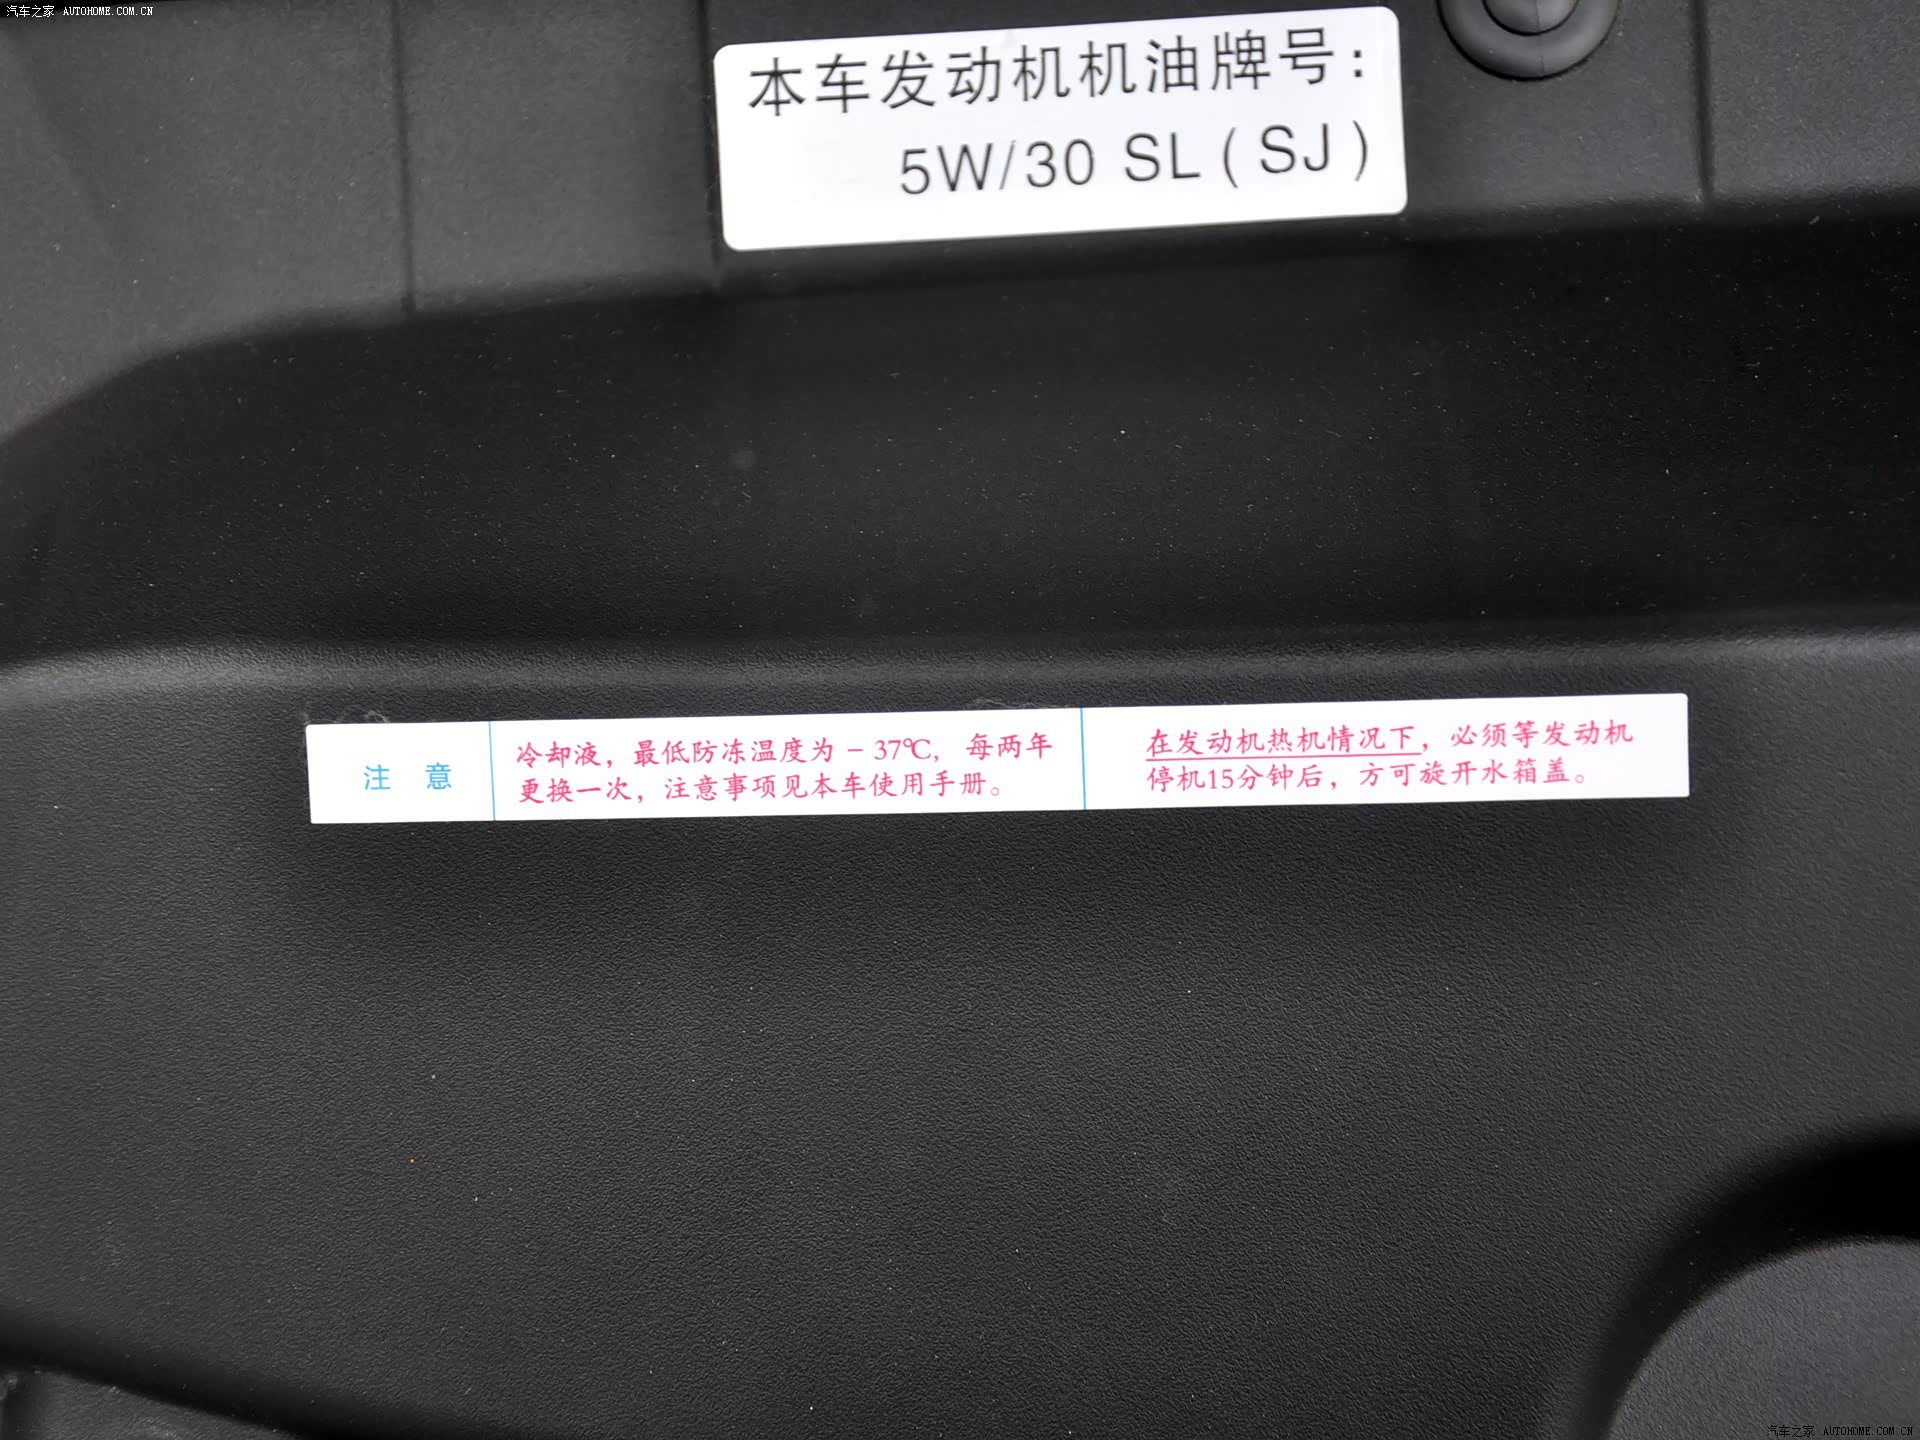 汽车之家 AUTOHOME.COM.CN
本车发动机机油牌号:
5W/30 SL(SJ)
注 意
冷却液，最低防冻温度为－37℃，每两年
更换一次，注意事项见本车使用手册。
在发动机热机情况下，必须等发动机
停机15分钟后，方可旋开水箱盖。
汽车之家 AUTOHOME.COM.CN